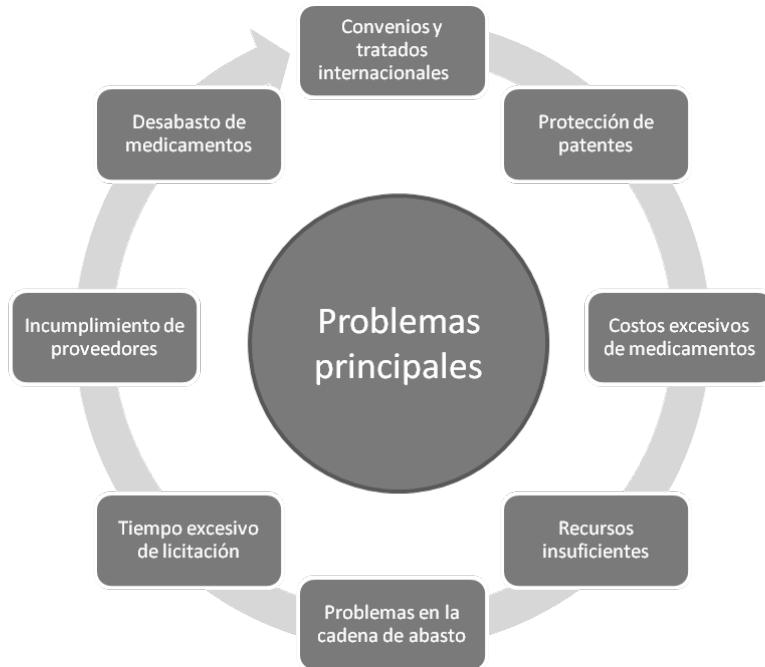 Convenios y
tratados
internacionales
Protección de
patentes
Costos excesivos
de medicamentos
Recursos
insuficientes
Problemas en la
cadena de abasto
Tiempo excesivo
de licitación
Incumplimiento de
proveedores
Desabasto de
medicamentos
Problemas
principales